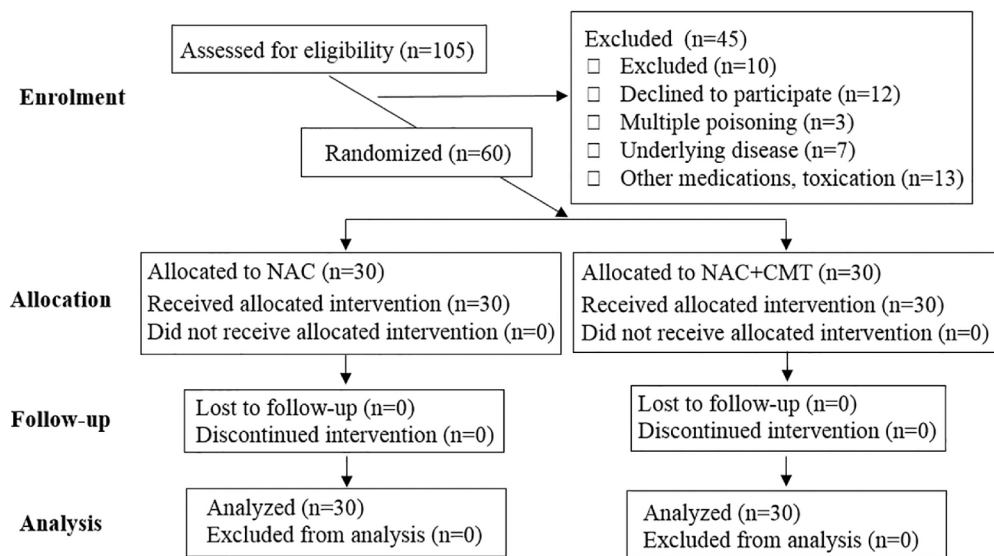 Assessed for eligibility (n=105)
Excluded (n=45)
Excluded (n=10)
Declined to participate (n=12)
Multiple poisoning (n=3)
Underlying disease (n=7)
Other medications, toxication (n=13)
Enrolment
Randomized (n=60)
Allocation
Allocated to NAC (n=30)
Received allocated intervention (n=30)
Did not receive allocated intervention (n=0)
Allocated to NAC+CMT (n=30)
Received allocated intervention (n=30)
Did not receive allocated intervention (n=0)
Follow-up
Lost to follow-up (n=0)
Discontinued intervention (n=0)
Lost to follow-up (n=0)
Discontinued intervention (n=0)
Analysis
Analyzed (n=30)
Excluded from analysis (n=0)
Analyzed (n=30)
Excluded from analysis (n=0)